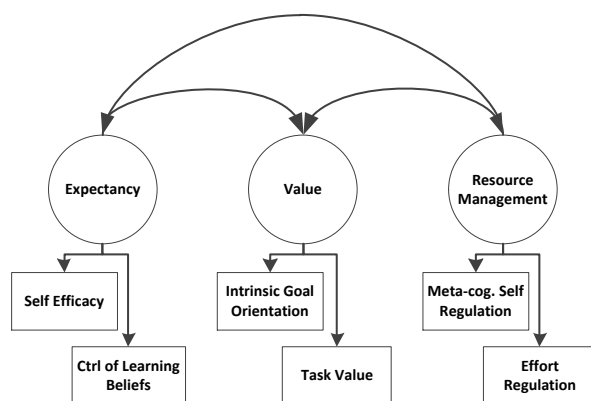 Expectancy
Value
Resource
Management
Self Efficacy
Intrinsic Goal
Orientation
Meta-cog. Self
Regulation
Ctrl of Learning
Beliefs
Task Value
Effort
Regulation